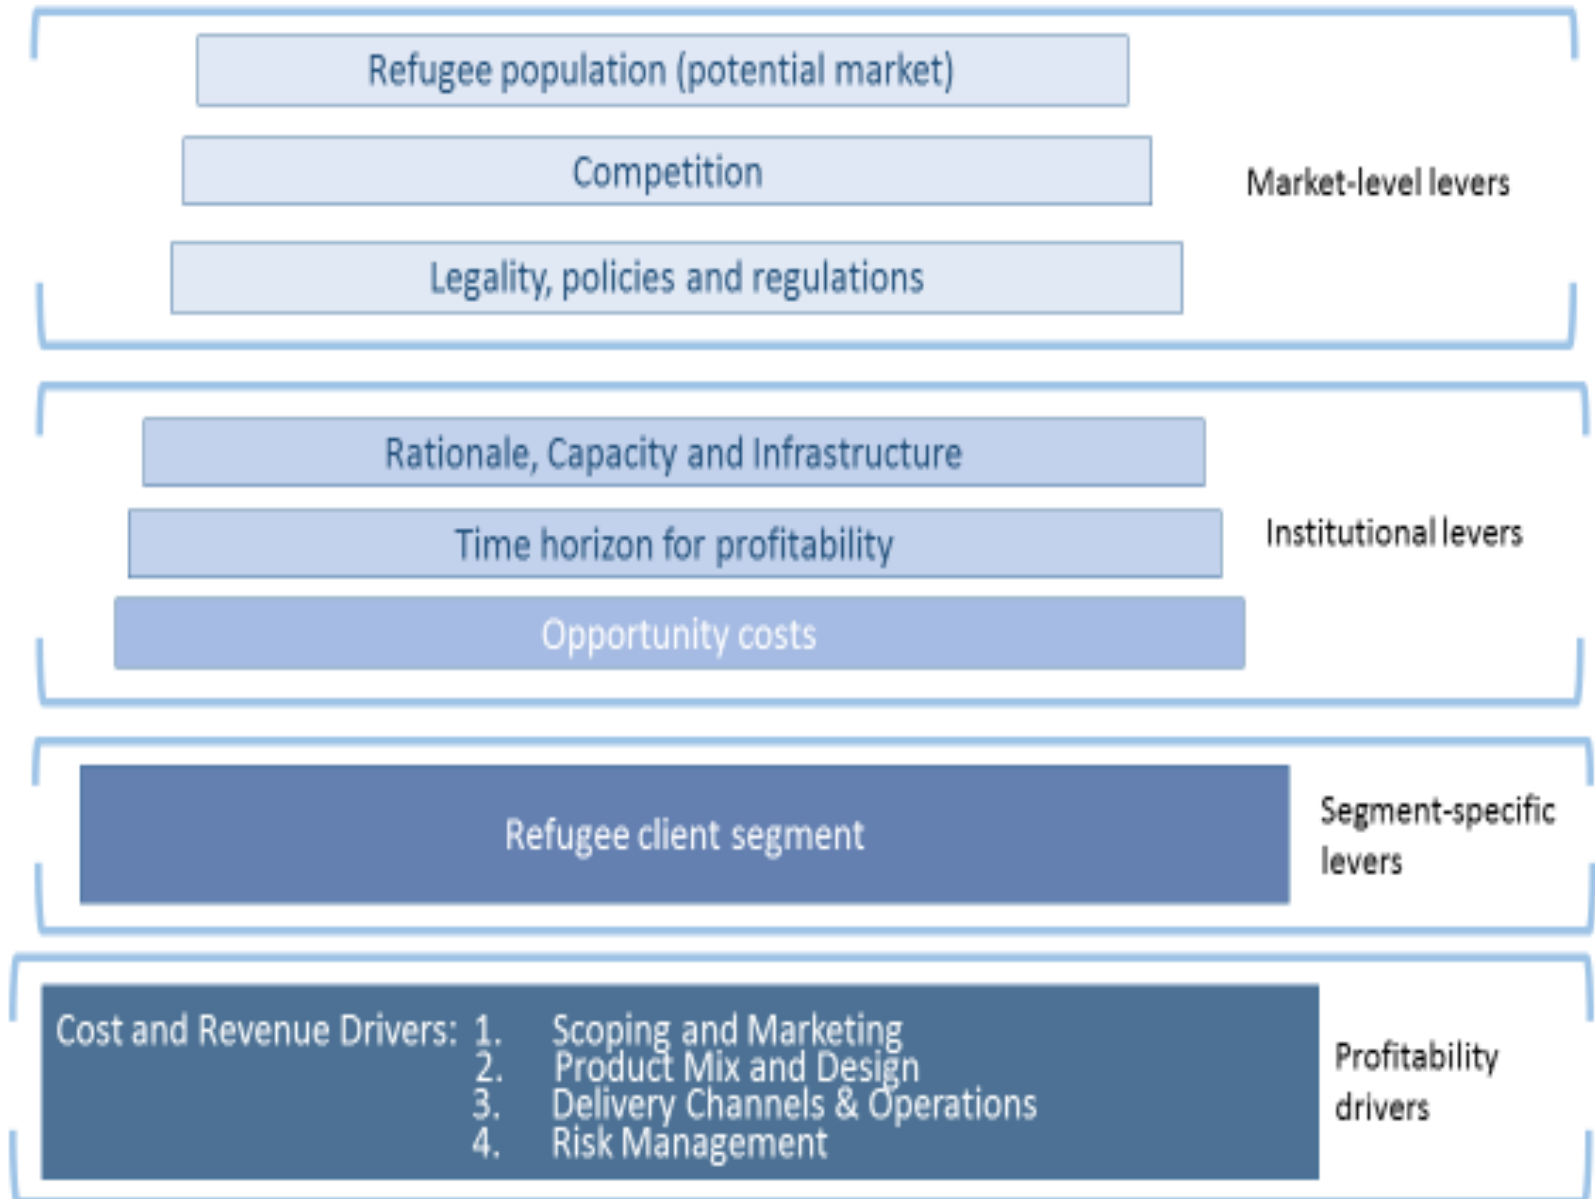 Refugee population (potential market)
Competition
Market-level levers
Legality, policies and regulations
Rationale, Capacity and Infrastructure
Time horizon for profitability
Institutional levers
Opportunity costs
Refugee client segment
Segment-specific
levers
Cost and Revenue Drivers: 1. Scoping and Marketing
2. Product Mix and Design
3. Delivery Channels & Operations
4. Risk Management
Profitability
drivers